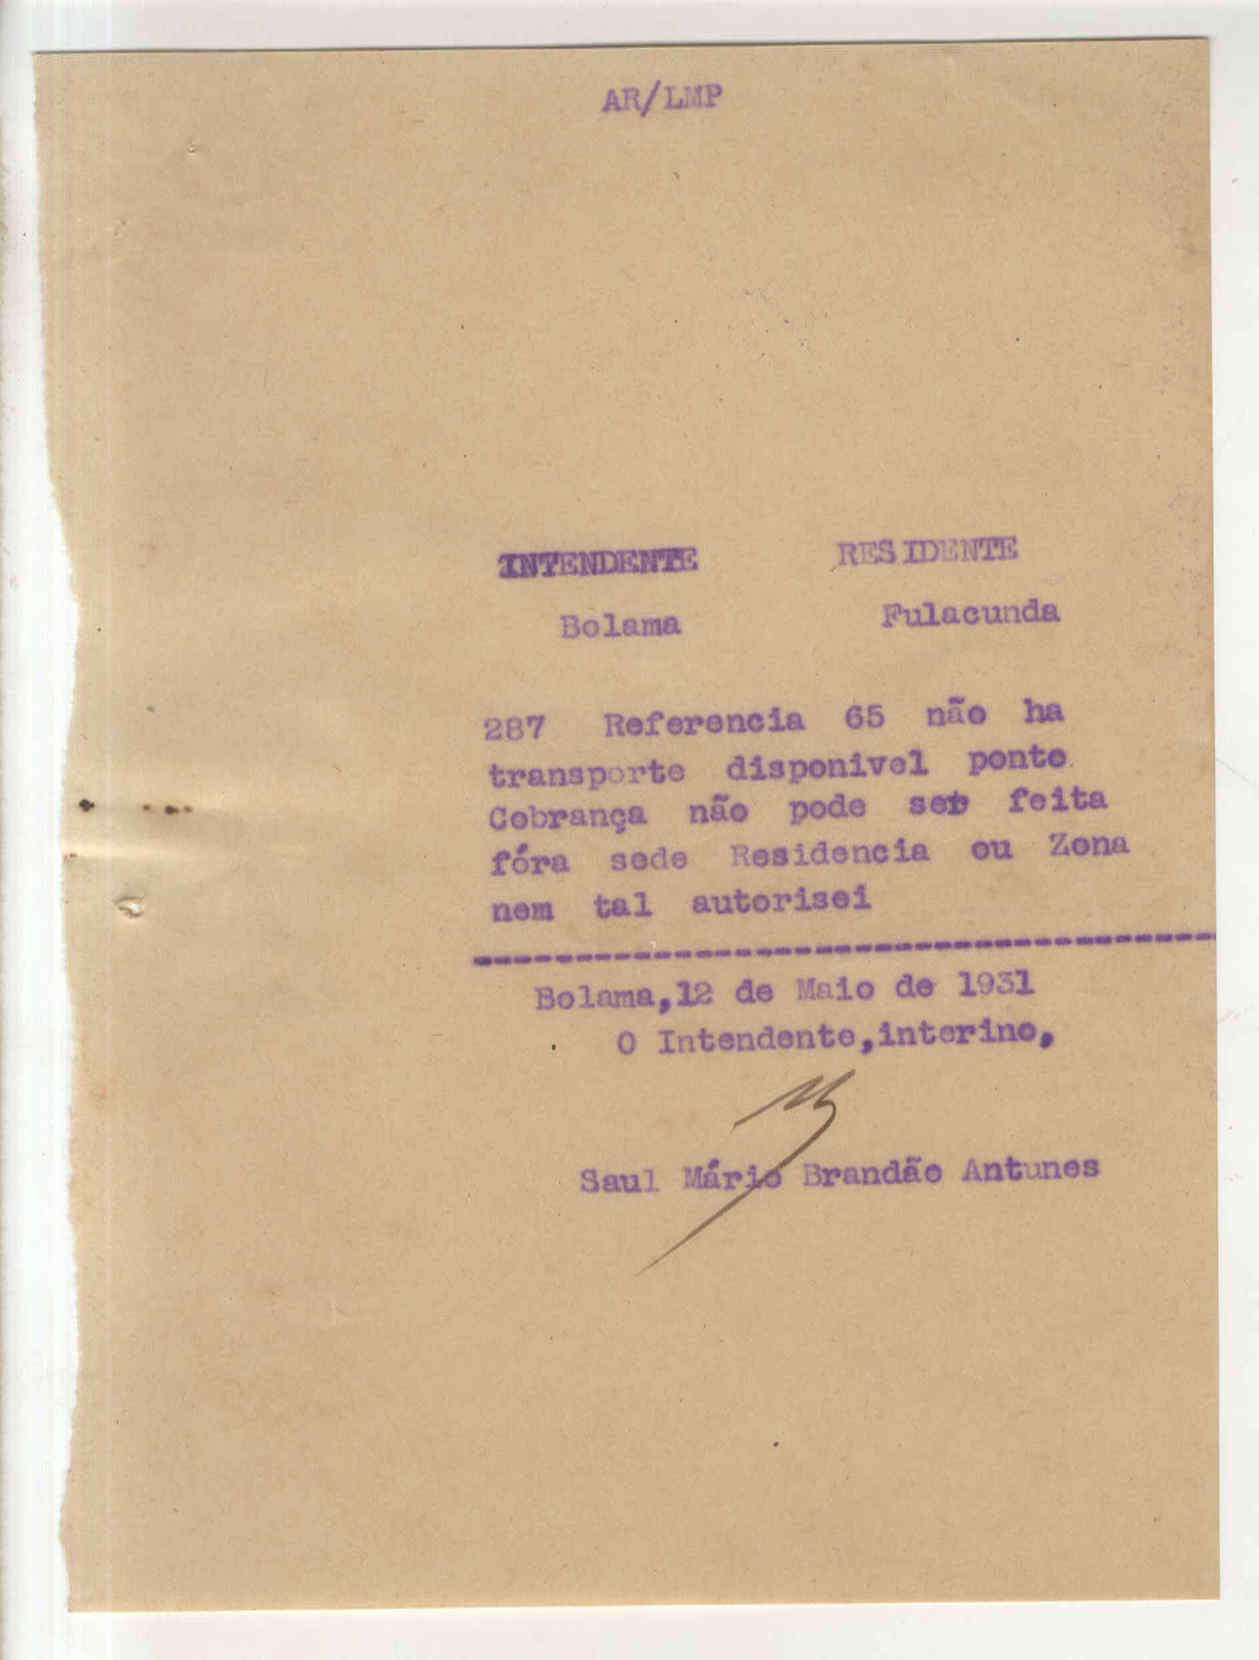 AR/LMP
INTENDENTE RESIDENTE
Bolama Fulacunda
287 Referencia 65 não ha
transporte disponivel ponto
Cobrança não pode ser feita
fóra sede Residencia ou Zona
nem tal autorisei
Bolama,12 de Maio de 1931
O Intendente,interino,
Saul Mário Brandão Antunes